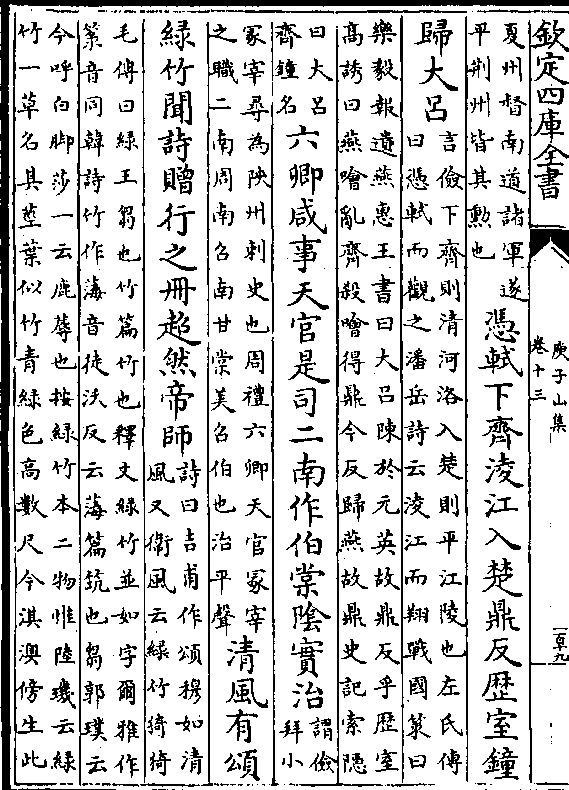 欽定四庫全書
庾子山集
卷十三
夏州督南道諸軍遂
平荆州皆其勲也
憑軾下齊淩江入楚鼎反歴室鐘
歸大呂
言儉下齊則清河洛入楚則平江陵也左氏傳
曰憑軾而觀之潘岳詩云淩江而翔戰國策曰
樂毅報遺燕惠王書曰大呂陳於元英故鼎反乎歴室
高誘曰燕噲亂齊殺噲得鼎今反歸燕故鼎史記索隱
曰大呂
齊鐘名
六卿咸事天官是司二南作伯棠陰實治
謂儉
拜小
冢宰尋為陜州刺史也周禮六卿天官冢宰
之職二南周南召南甘棠美召伯也治平聲
清風有頌
緑竹聞詩贈行之冊超然帝師
詩曰吉甫作頌穆如清
風又衛風云緑竹猗猗
毛傳曰緑王芻也竹篇竹也釋文緑竹並如字爾雅作
菉音同韓詩竹作䔭音徒沃反云䔭篇筑也芻郭璞云
今呼白脚莎一云鹿蓐也按緑竹本二物惟陸璣云緑
竹一草名其莖葉似竹青緑色高數尺今淇澳傍生此